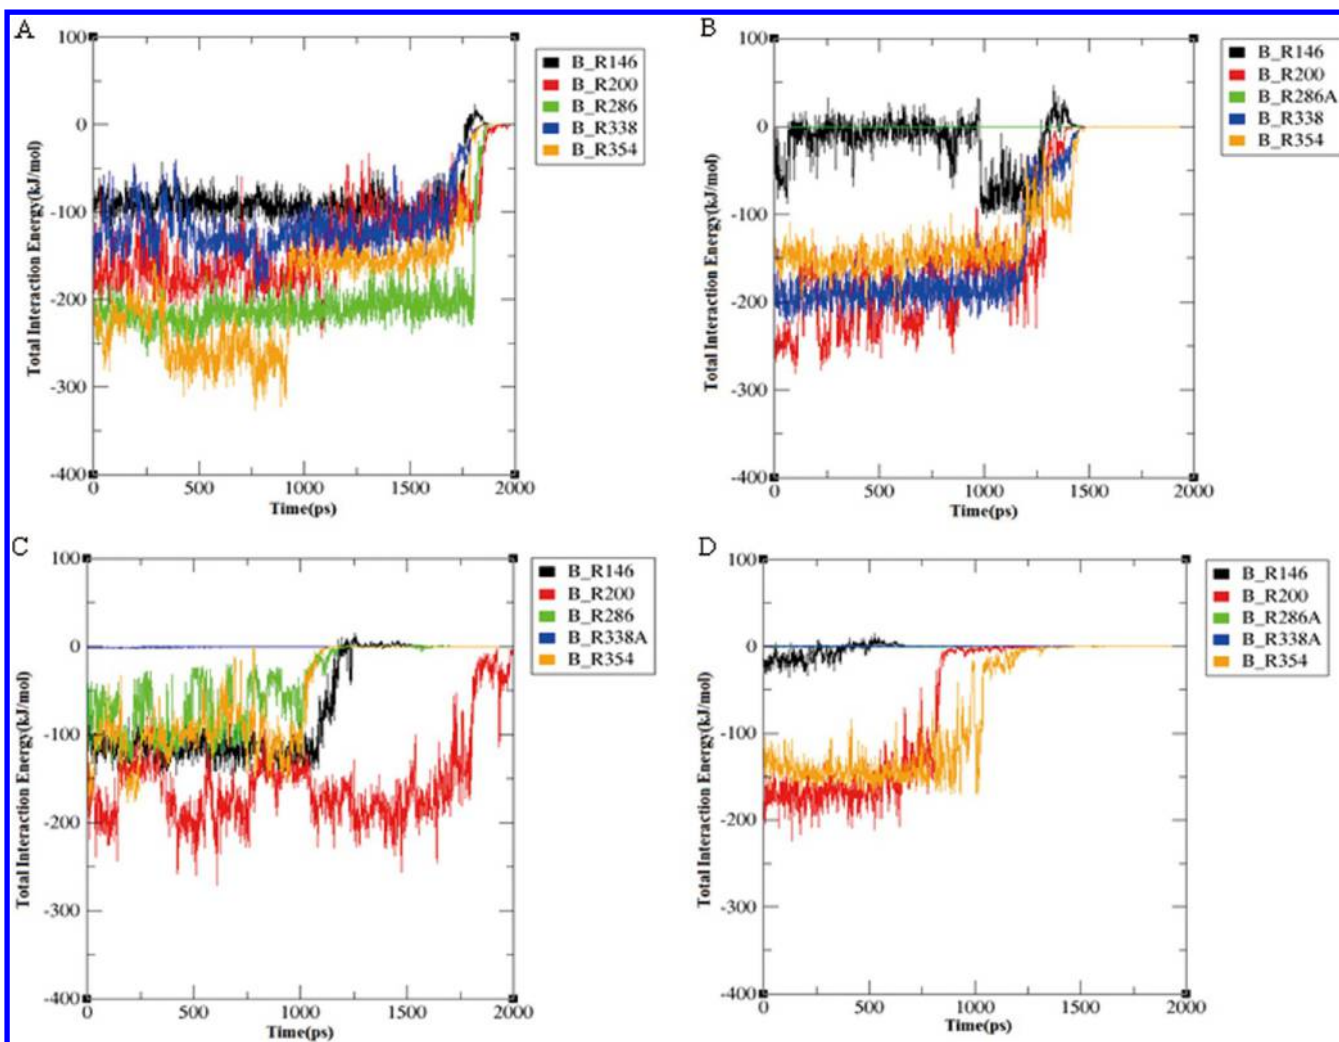 A
100
0
-100
-200
-300
-400
Total Interaction Energy(kJ/mol)
0 500 1000 1500 2000
Time(ps)
B_R146
B_R200
B_R286
B_R338
B_R354
B
100
0
-100
-200
-300
-400
Total Interaction Energy(kJ/mol)
0 500 1000 1500 2000
Time(ps)
B_R146
B_R200
B_R286A
B_R338
B_R354
C
100
0
-100
-200
-300
-400
Total Interaction Energy(kJ/mol)
0 500 1000 1500 2000
Time(ps)
B_R146
B_R200
B_R286
B_R338A
B_R354
D
100
0
-100
-200
-300
-400
Total Interaction Energy(kJ/mol)
0 500 1000 1500 2000
Time(ps)
B_R146
B_R200
B_R286A
B_R338A
B_R354